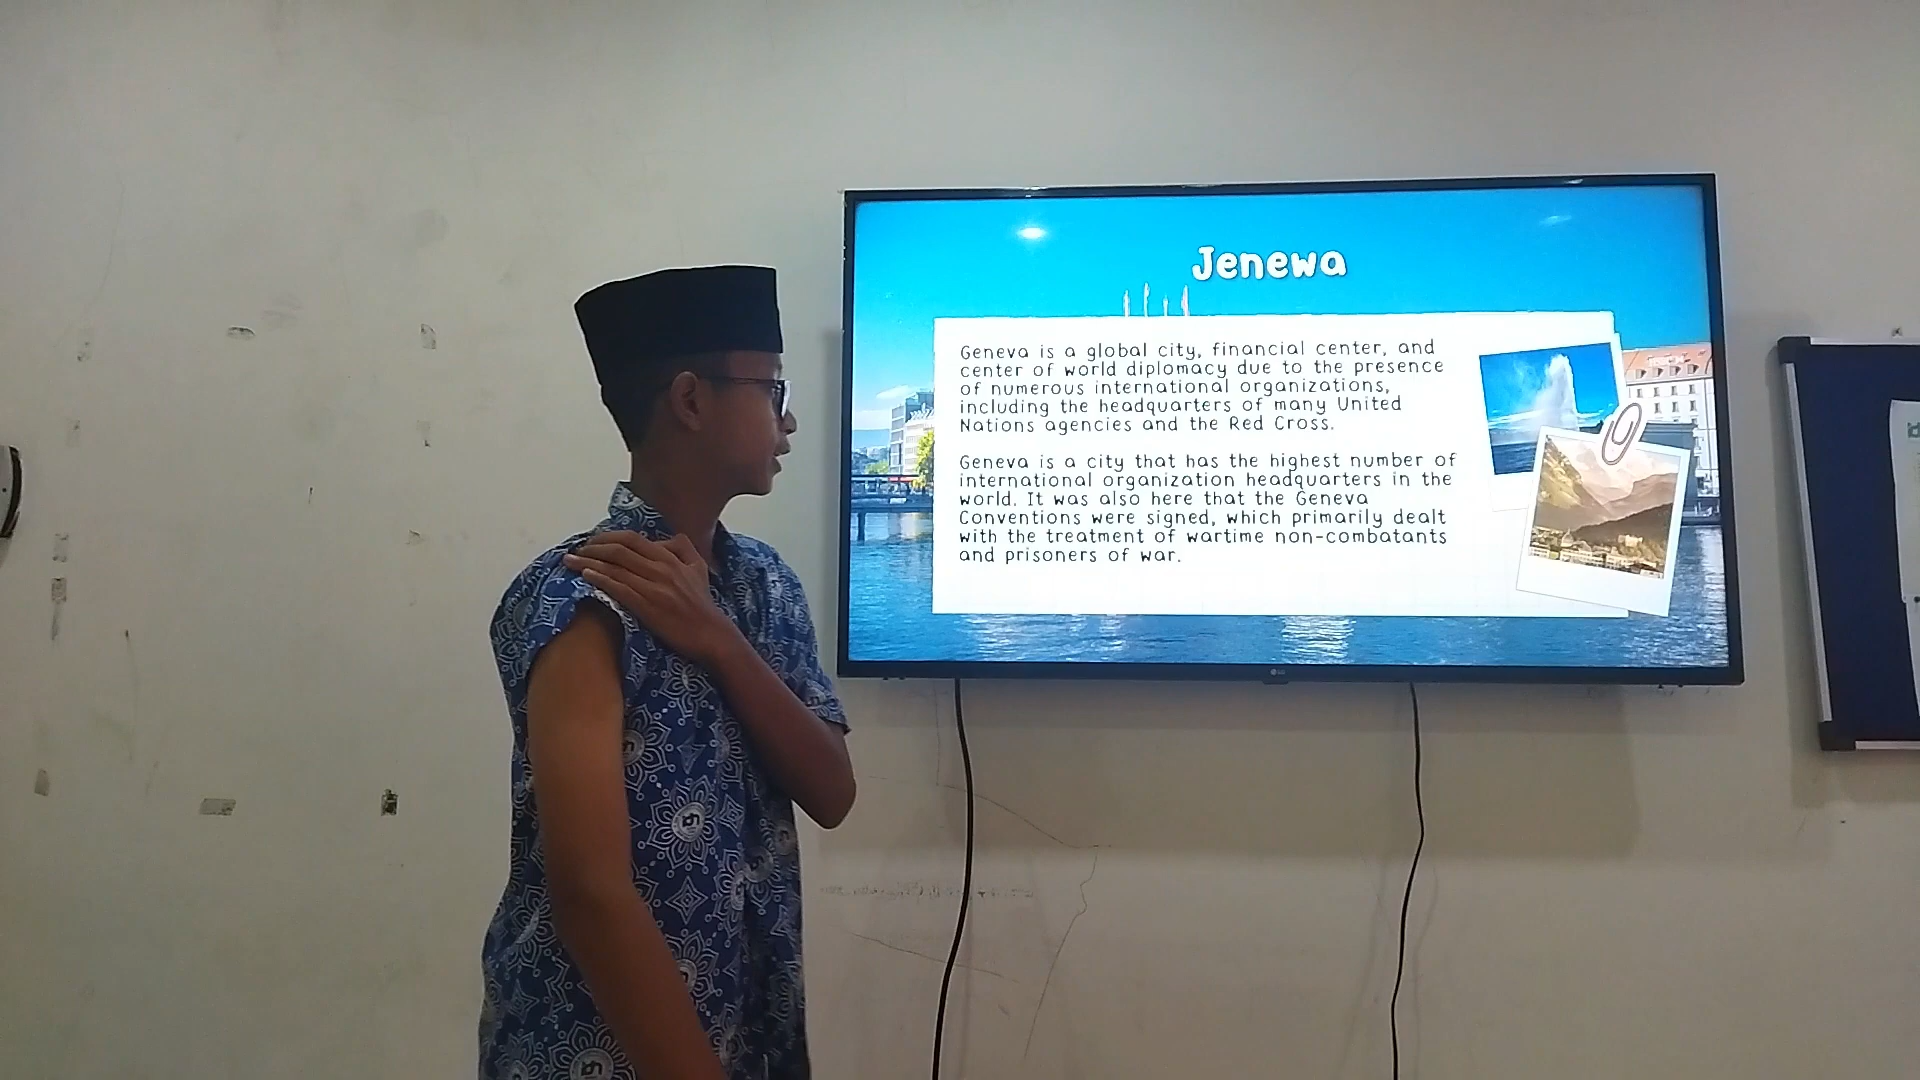 Jenewa
Geneva is a global city, financial center, and
center of world diplomacy due to the presence
of numerous international organizations,
including the headquarters of many United
Nations agencies and the Red Cross.
Geneva is a city that has the highest number of
international organization headquarters in the
world. It was also here that the Geneva
Conventions were signed, which primarily dealt
with the treatment of wartime non-combatants
and prisoners of war.
LG